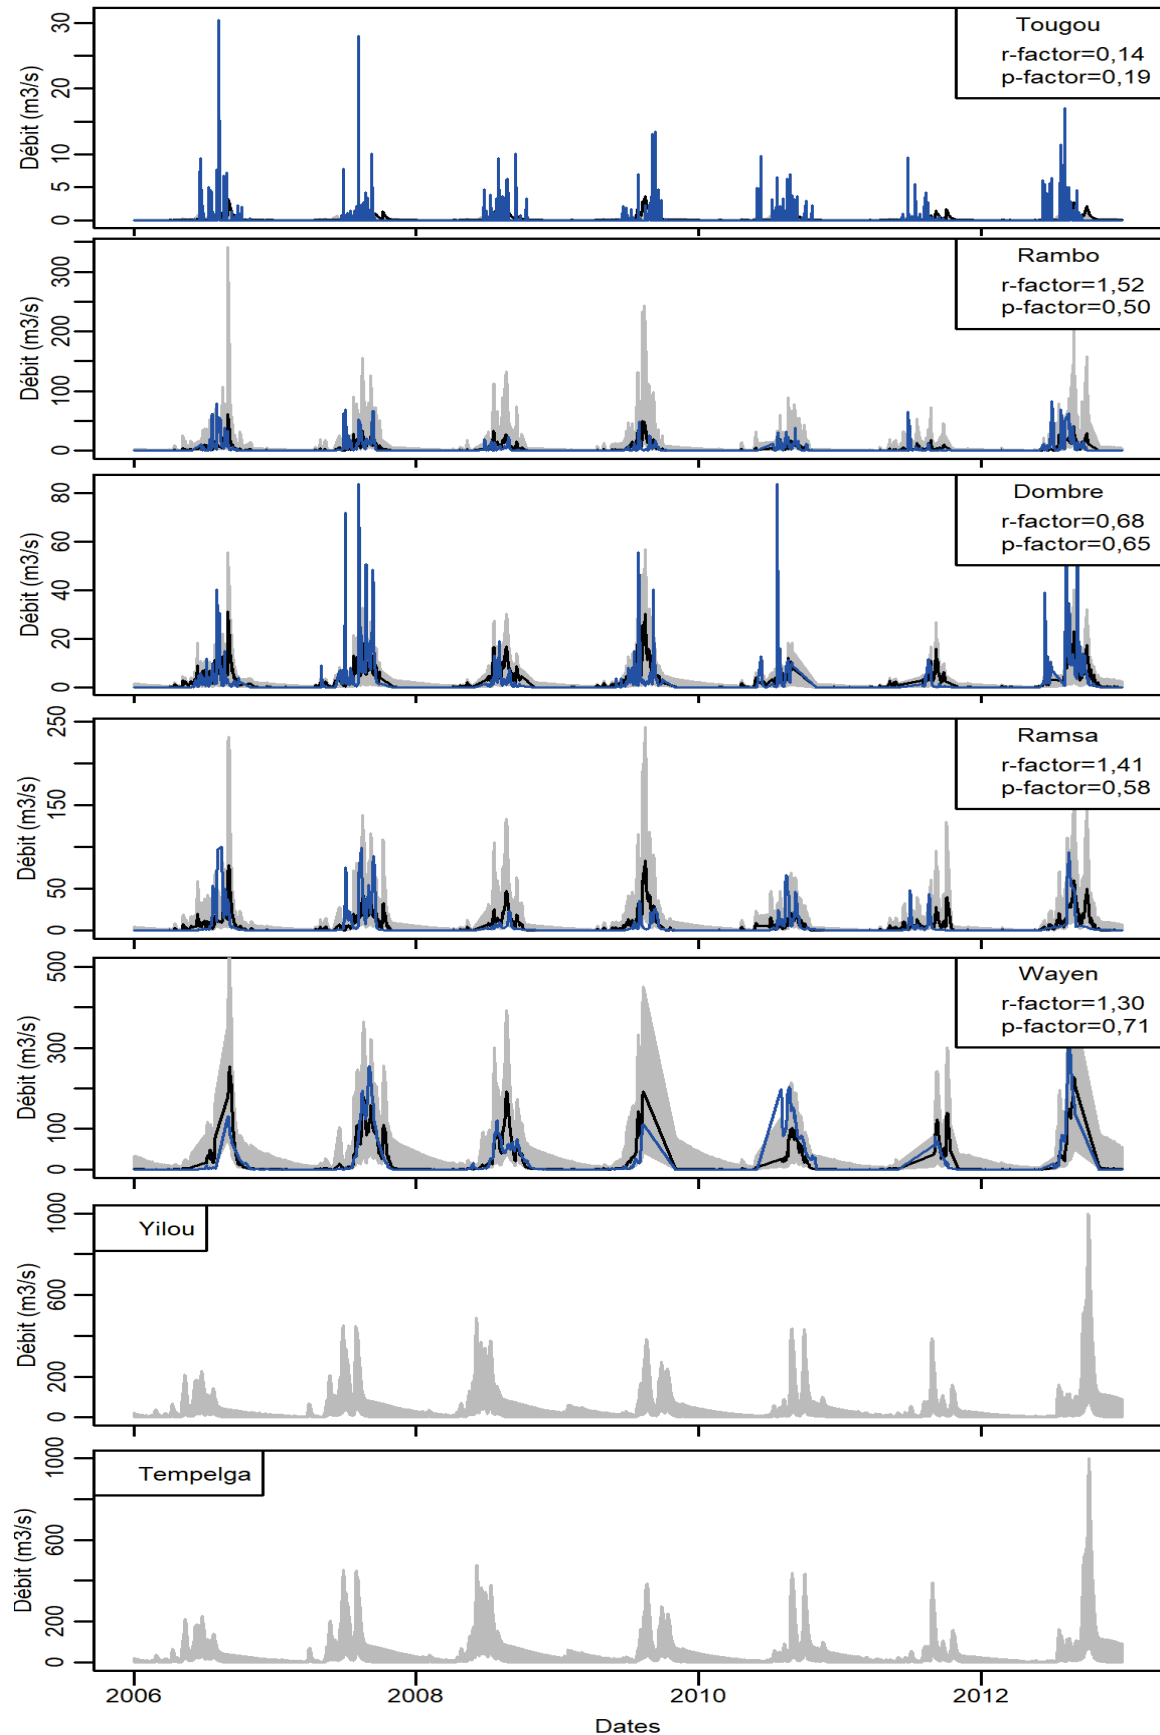 Tougou
r-factor=0,14
p-factor=0,19
Débit (m3/s)
30
20
10
5
0
Rambo
r-factor=1,52
p-factor=0,50
Débit (m3/s)
300
200
100
0
Dombre
r-factor=0,68
p-factor=0,65
Débit (m3/s)
80
60
40
20
0
Ramsa
r-factor=1,41
p-factor=0,58
Débit (m3/s)
250
150
50
0
Wayen
r-factor=1,30
p-factor=0,71
Débit (m3/s)
500
300
100
0
Yilou
Débit (m3/s)
1000
600
200
0
Tempelga
Débit (m3/s)
1000
600
200
0
2006 2008 2010 2012
Dates